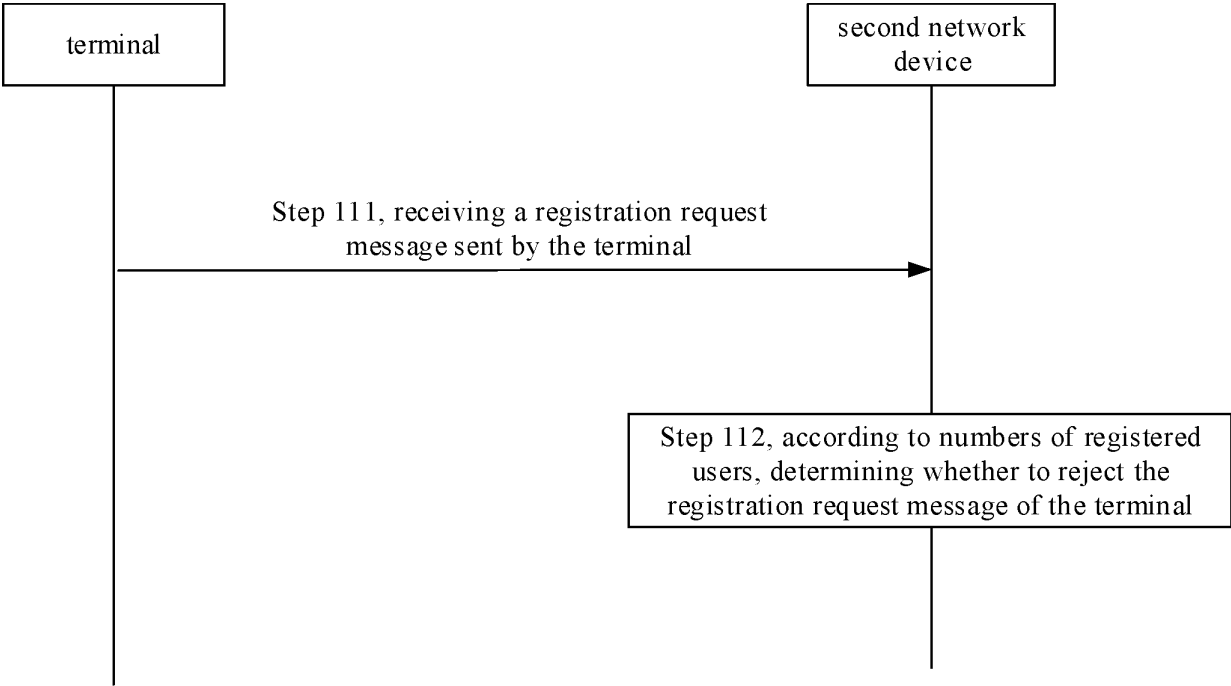 terminal
second network
device
Step 111, receiving a registration request
message sent by the terminal
Step 112, according to numbers of registered
users, determining whether to reject the
registration request message of the terminal